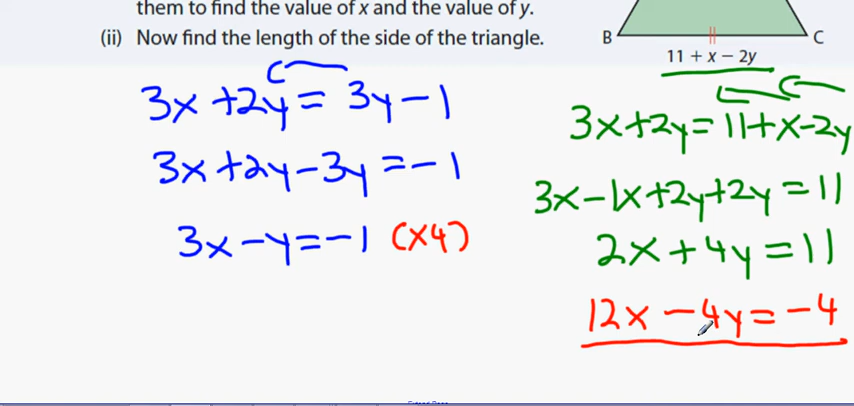 them to find the value of x and the value of y.
(ii) Now find the length of the side of the triangle.
B
C
11 + x − 2y
3x + 2y = 3y − 1
3x + 2y − 3y = −1
3x − y = −1 (x4)
3x + 2y = 11 + x − 2y
3x − 1x + 2y + 2y = 11
2x + 4y = 11
12x − 4y = −4